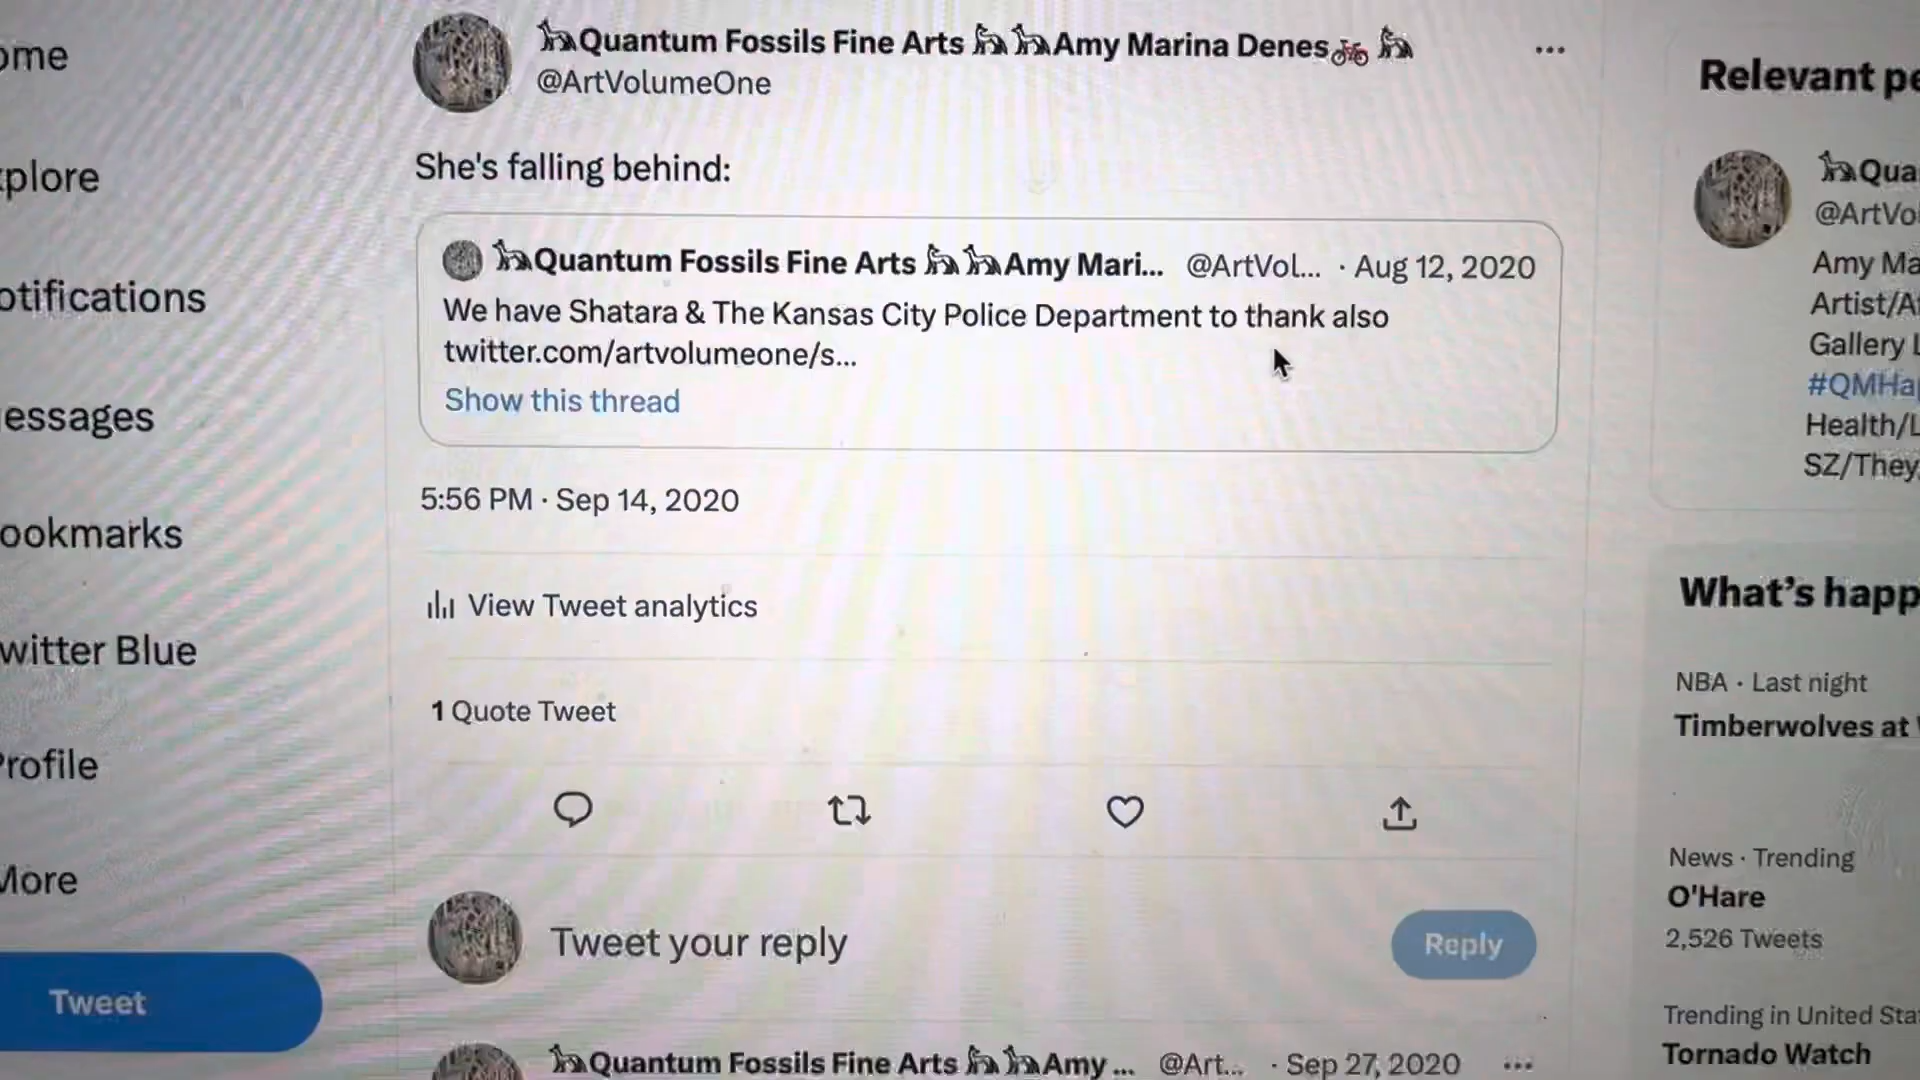 Quantum Fossils Fine Arts Amy Marina Denes
@ArtVolumeOne
She's falling behind:
Quantum Fossils Fine Arts Amy Mari... @ArtVol... · Aug 12, 2020
We have Shatara & The Kansas City Police Department to thank also
twitter.com/artvolumeone/s...
Show this thread
5:56 PM · Sep 14, 2020
View Tweet analytics
1 Quote Tweet
Tweet your reply
Reply
Quantum Fossils Fine Arts Amy... @Art... · Sep 27, 2020
ome
xplore
otifications
essages
ookmarks
witter Blue
Profile
More
Tweet
Relevant pe
Qua
@ArtVo
Amy Ma
Artist/A
Gallery L
#QMHa
Health/L
SZ/They
What's happ
NBA · Last night
Timberwolves at
News · Trending
O'Hare
2,526 Tweets
Trending in United Sta
Tornado Watch